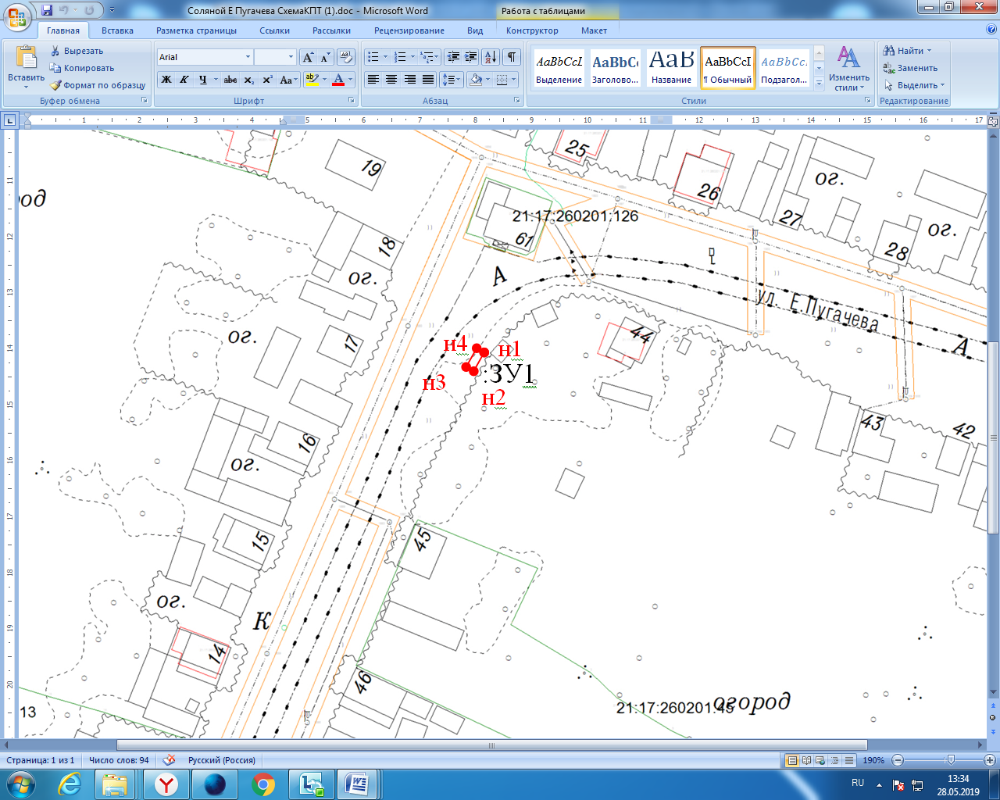 Соляной Е Пугачева СхемаКПТ (1).doc - Microsoft Word
Работа с таблицами
Главная Вставка Разметка страницы Ссылки Рассылки Рецензирование Вид Конструктор Макет
Вставить
Вырезать
Копировать
Формат по образцу
Буфер обмена
Arial
Ж К Ч abc x₂ x² Aa
Шрифт
Абзац
AaBbCcI AaBbCc АаВ AaBbCcI AaBbCc
Выделение Заголово... Название ¶ Обычный Подзагол...
Изменить стили
Стили
Найти
Заменить
Выделить
Редактирование
1 2 3 4 5 6 7 8 9 10 11 12 13 14 15 16 17
11
12
13
14
15
16
17
18
19
20
19
25
26
ог.
27
ог.
28
од
21:17:260201:126
61
18
ог.
А
ул. Е.Пугачева
А
ог.
17
44
н4
н1
:ЗУ1
н3
н2
16
ог.
43
42
15
45
ог.
К
14
46
13
21:17:260201:45
огород
Страница: 1 из 1 Число слов: 94 Русский (Россия) 190%
RU
13:34
28.05.2019